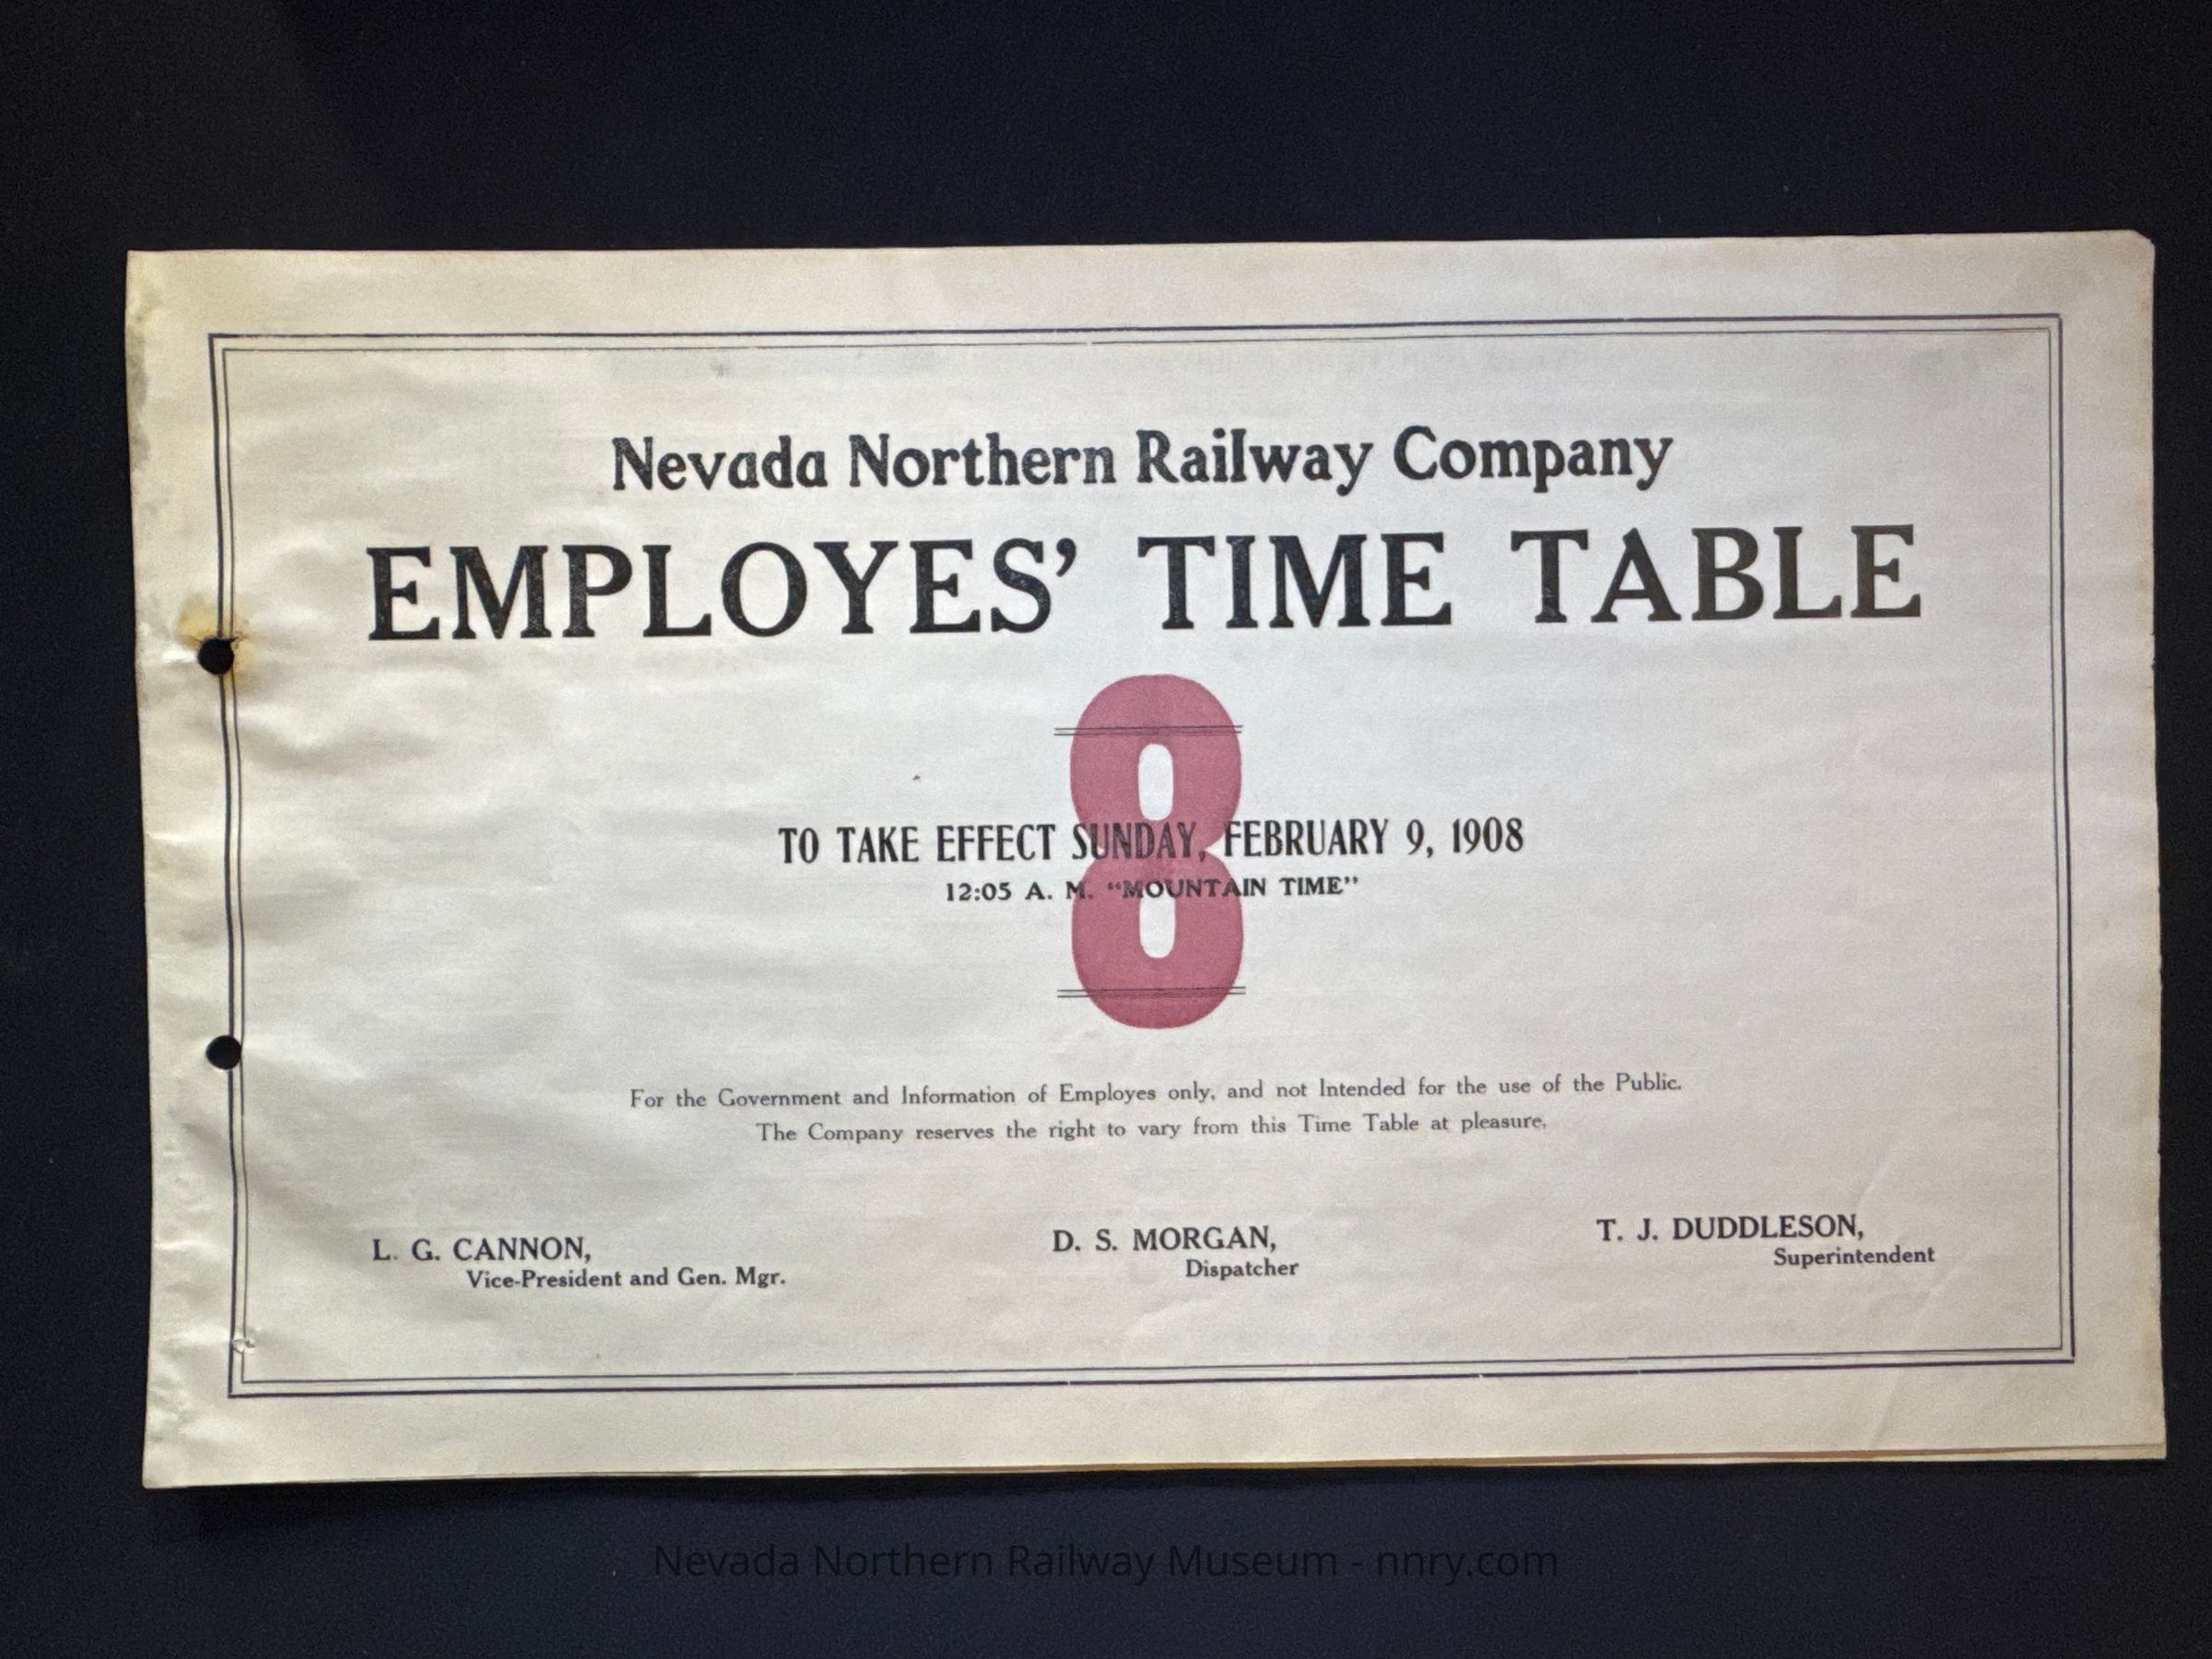 Nevada Northern Railway Company
EMPLOYES' TIME TABLE
8
TO TAKE EFFECT SUNDAY, FEBRUARY 9, 1908
12:05 A. M. "MOUNTAIN TIME"
For the Government and Information of Employes only, and not Intended for the use of the Public.
The Company reserves the right to vary from this Time Table at pleasure.
L. G. CANNON,
Vice-President and Gen. Mgr.
D. S. MORGAN,
Dispatcher
T. J. DUDDLESON,
Superintendent
Nevada Northern Railway Museum - nnry.com